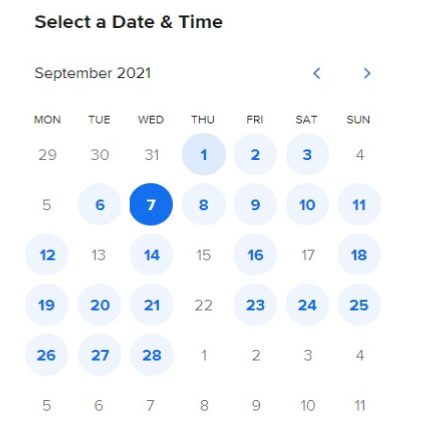 Select a Date & Time
September 2021 < >
MON TUE WED THU FRI SAT SUN
29 30 31 1 2 3 4
5 6 7 8 9 10 11
12 13 14 15 16 17 18
19 20 21 22 23 24 25
26 27 28 1 2 3 4
5 6 7 8 9 10 11